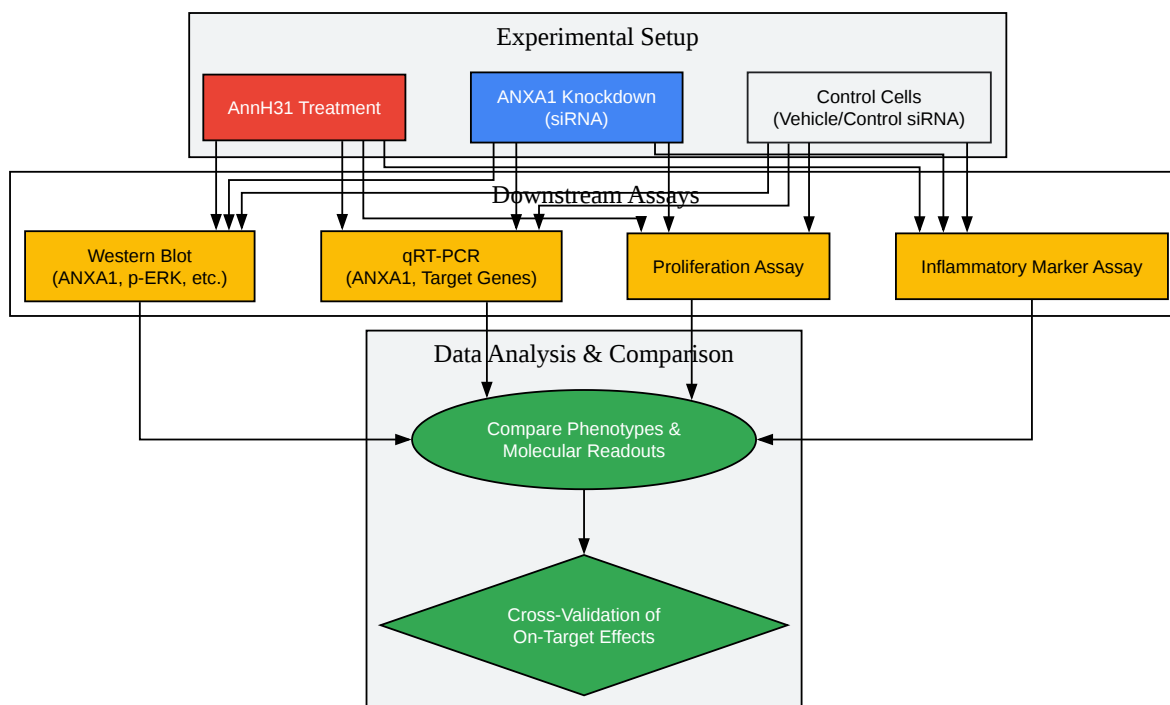 Experimental Setup
AnnH31 Treatment
ANXA1 Knockdown
(siRNA)
Control Cells
(Vehicle/Control siRNA)
Downstream Assays
Western Blot
(ANXA1, p-ERK, etc.)
qRT-PCR
(ANXA1, Target Genes)
Proliferation Assay
Inflammatory Marker Assay
Data Analysis & Comparison
Compare Phenotypes &
Molecular Readouts
Cross-Validation of
On-Target Effects